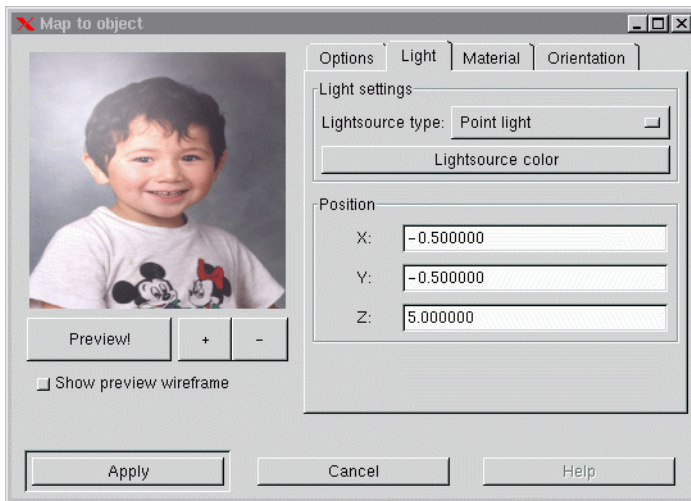 Map to object
Options Light Material Orientation
Light settings
Lightsource type: Point light
Lightsource color
Position
X: -0.500000
Y: -0.500000
Z: 5.000000
Preview! + -
Show preview wireframe
Apply Cancel Help